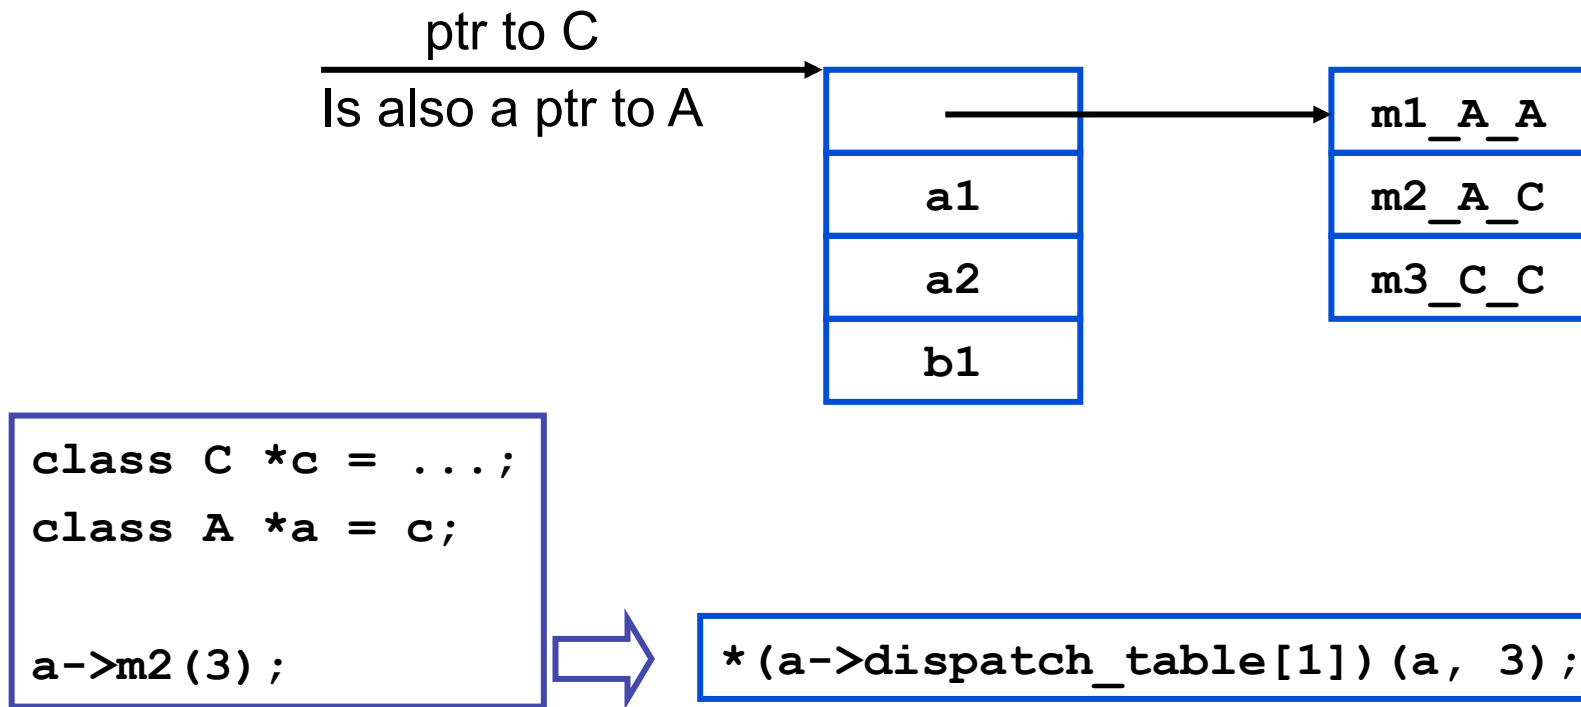 ptr to C
Is also a ptr to A
m1_A_A
a1
m2_A_C
a2
m3_C_C
b1
class C *c = ...;
class A *a = c;
a->m2(3);
*(a->dispatch_table[1])(a, 3);